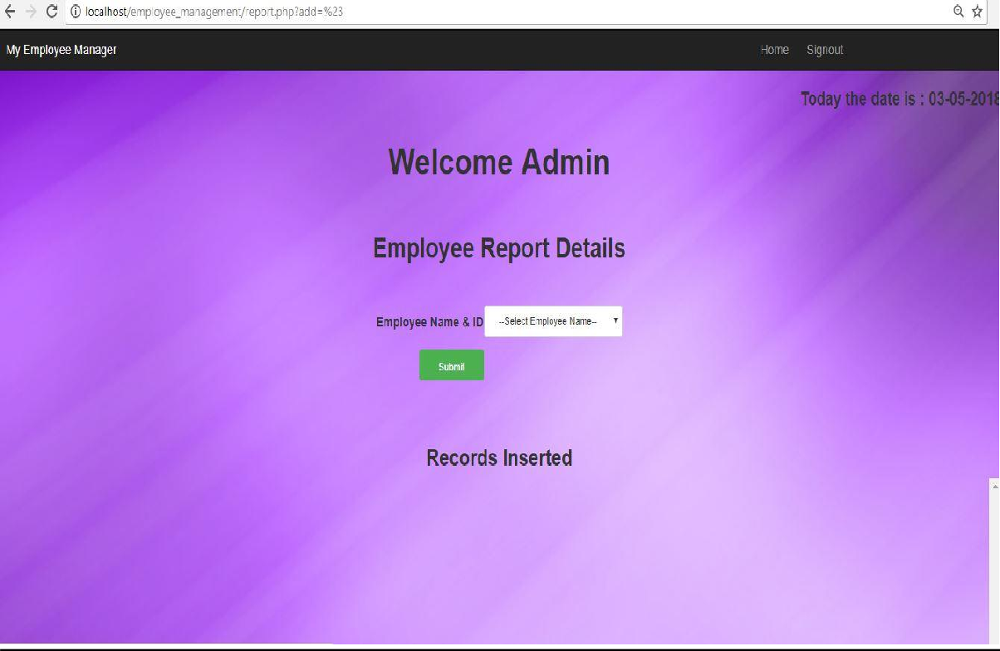 localhost/employee_management/report.php?add=%23
My Employee Manager Home Signout
Today the date is : 03-05-2018
Welcome Admin
Employee Report Details
Employee Name & ID --Select Employee Name--
Submit
Records Inserted